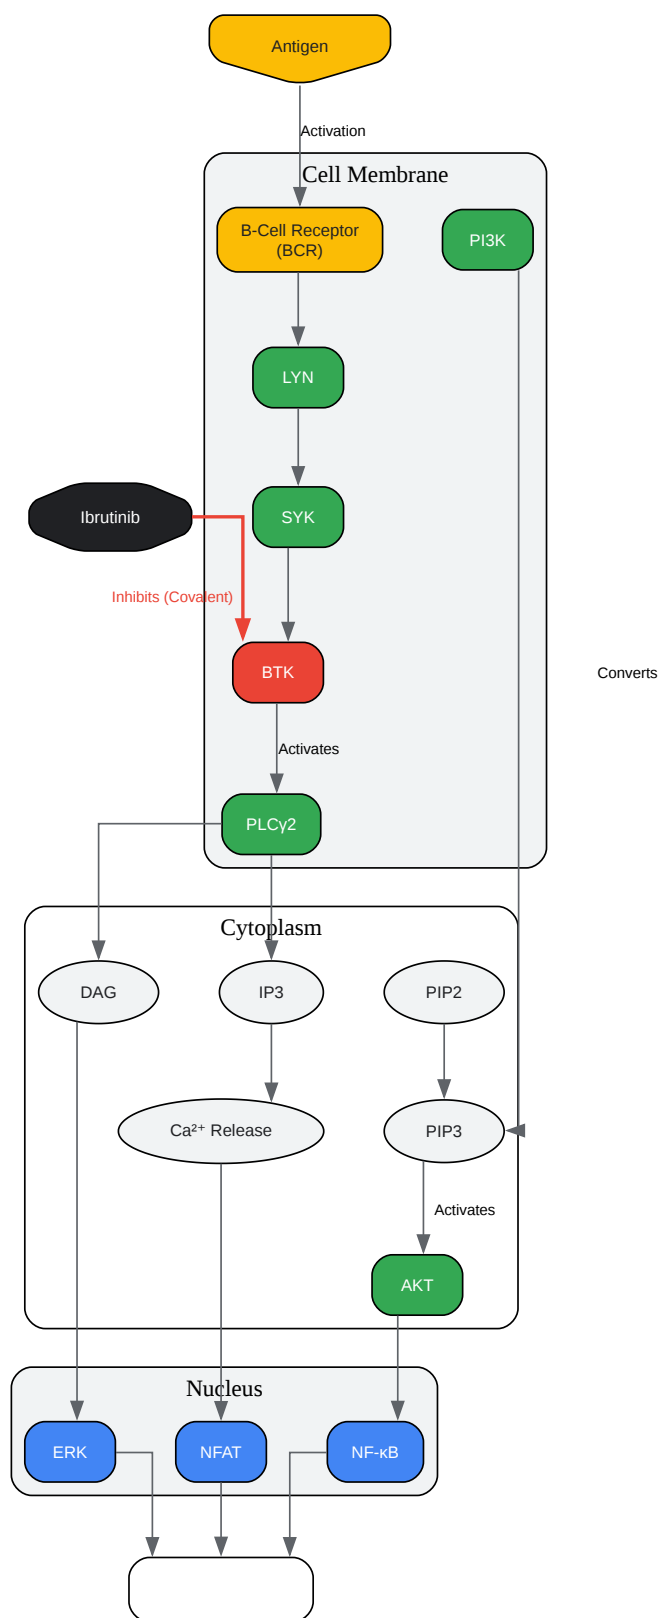 Antigen
Activation
Cell Membrane
B-Cell Receptor
(BCR)
PI3K
LYN
Ibrutinib
SYK
Inhibits (Covalent)
BTK
Converts
Activates
PLCγ2
Cytoplasm
DAG
IP3
PIP2
Ca²⁺ Release
PIP3
Activates
AKT
Nucleus
ERK
NFAT
NF-κB